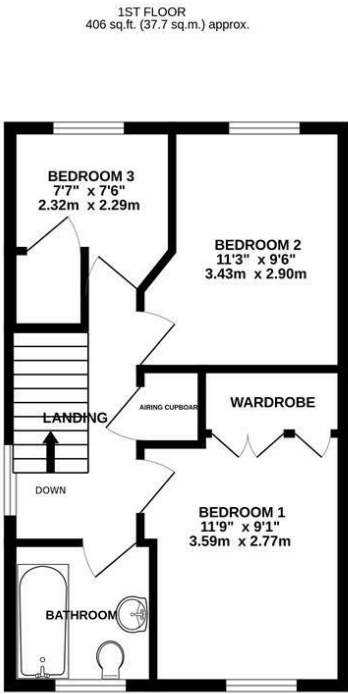 1ST FLOOR
406 sq.ft. (37.7 sq.m.) approx.
BEDROOM 3
7'7" x 7'6"
2.32m x 2.29m
BEDROOM 2
11'3" x 9'6"
3.43m x 2.90m
AIRING CUPBOAR
WARDROBE
LANDING
DOWN
BEDROOM 1
11'9" x 9'1"
3.59m x 2.77m
BATHROOM